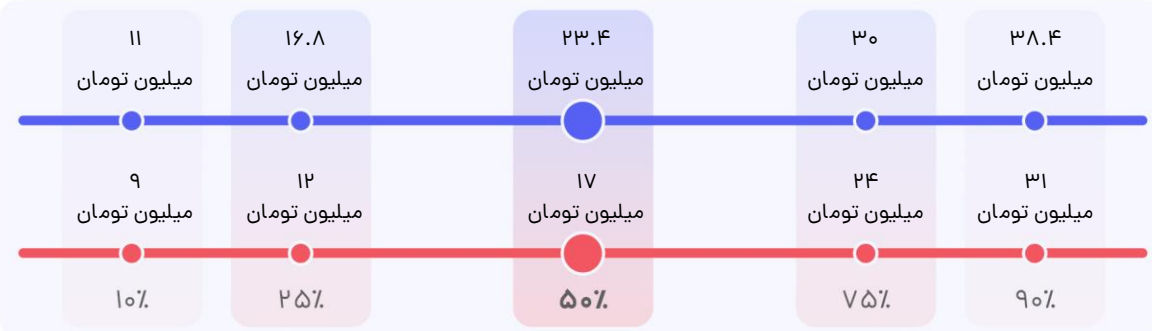 ۱۱
میلیون تومان
۱۶.۸
میلیون تومان
۲۳.۴
میلیون تومان
۳۰
میلیون تومان
۳۸.۴
میلیون تومان
۹
میلیون تومان
۱۲
میلیون تومان
۱۷
میلیون تومان
۲۴
میلیون تومان
۳۱
میلیون تومان
۱۰٪
۲۵٪
۵۰٪
۷۵٪
۹۰٪